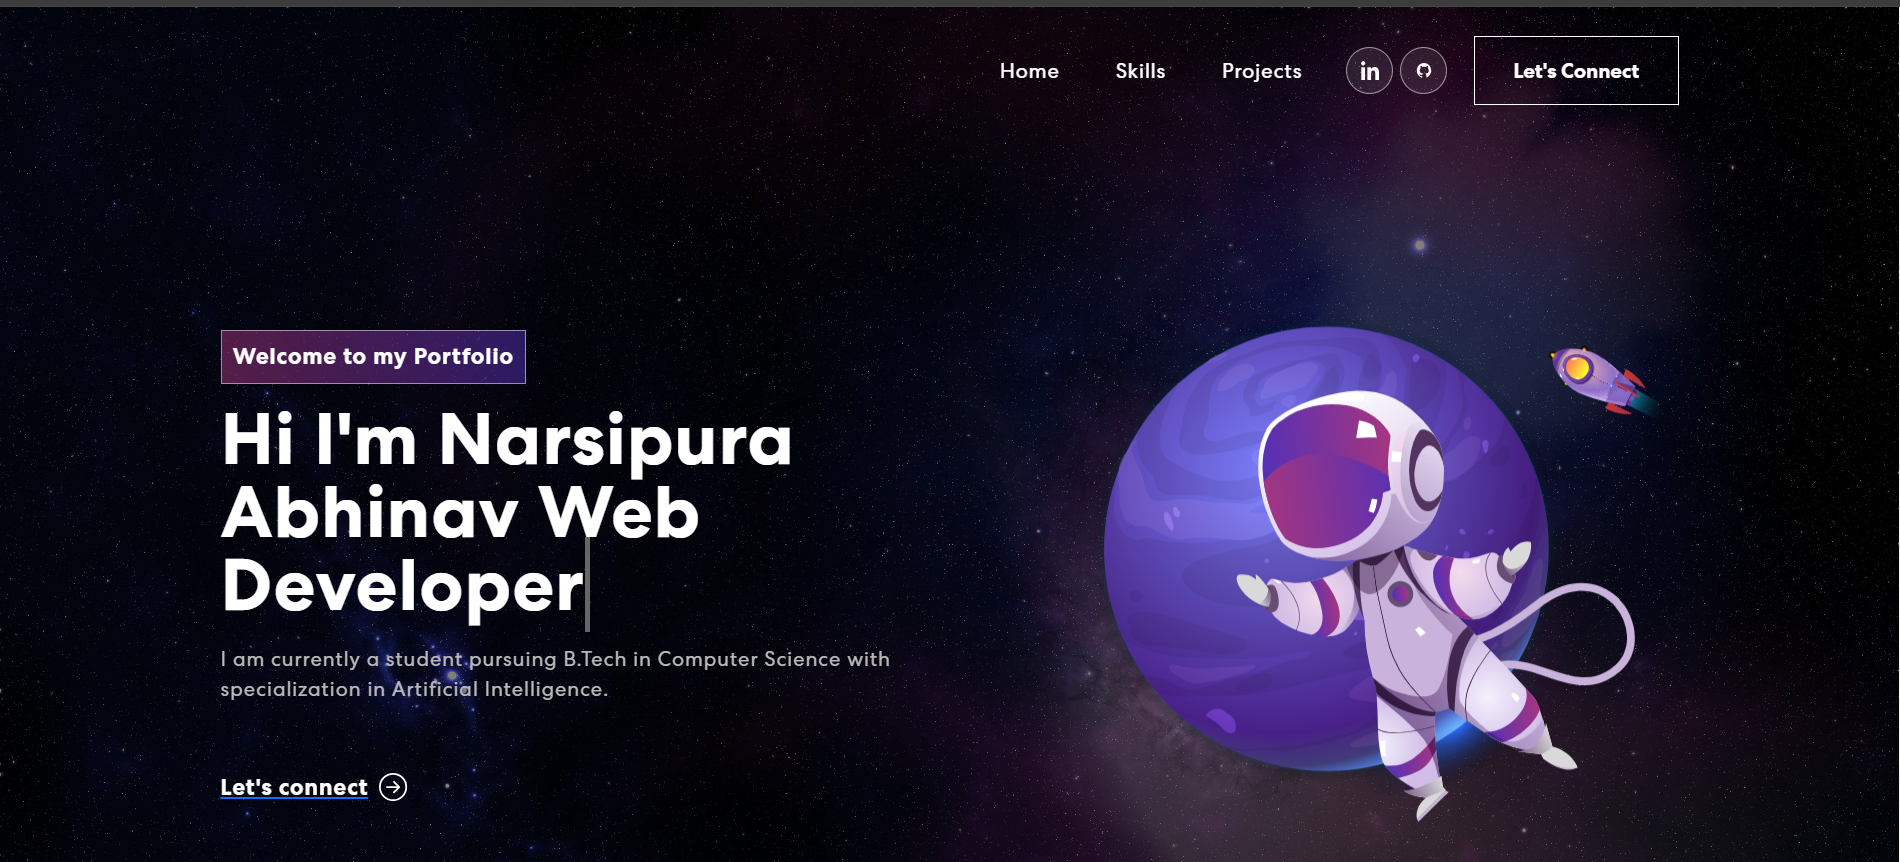 Home Skills Projects in Let's Connect
Welcome to my Portfolio
Hi I'm Narsipura
Abhinav Web
Developer
I am currently a student pursuing B.Tech in Computer Science with
specialization in Artificial Intelligence.
Let's connect